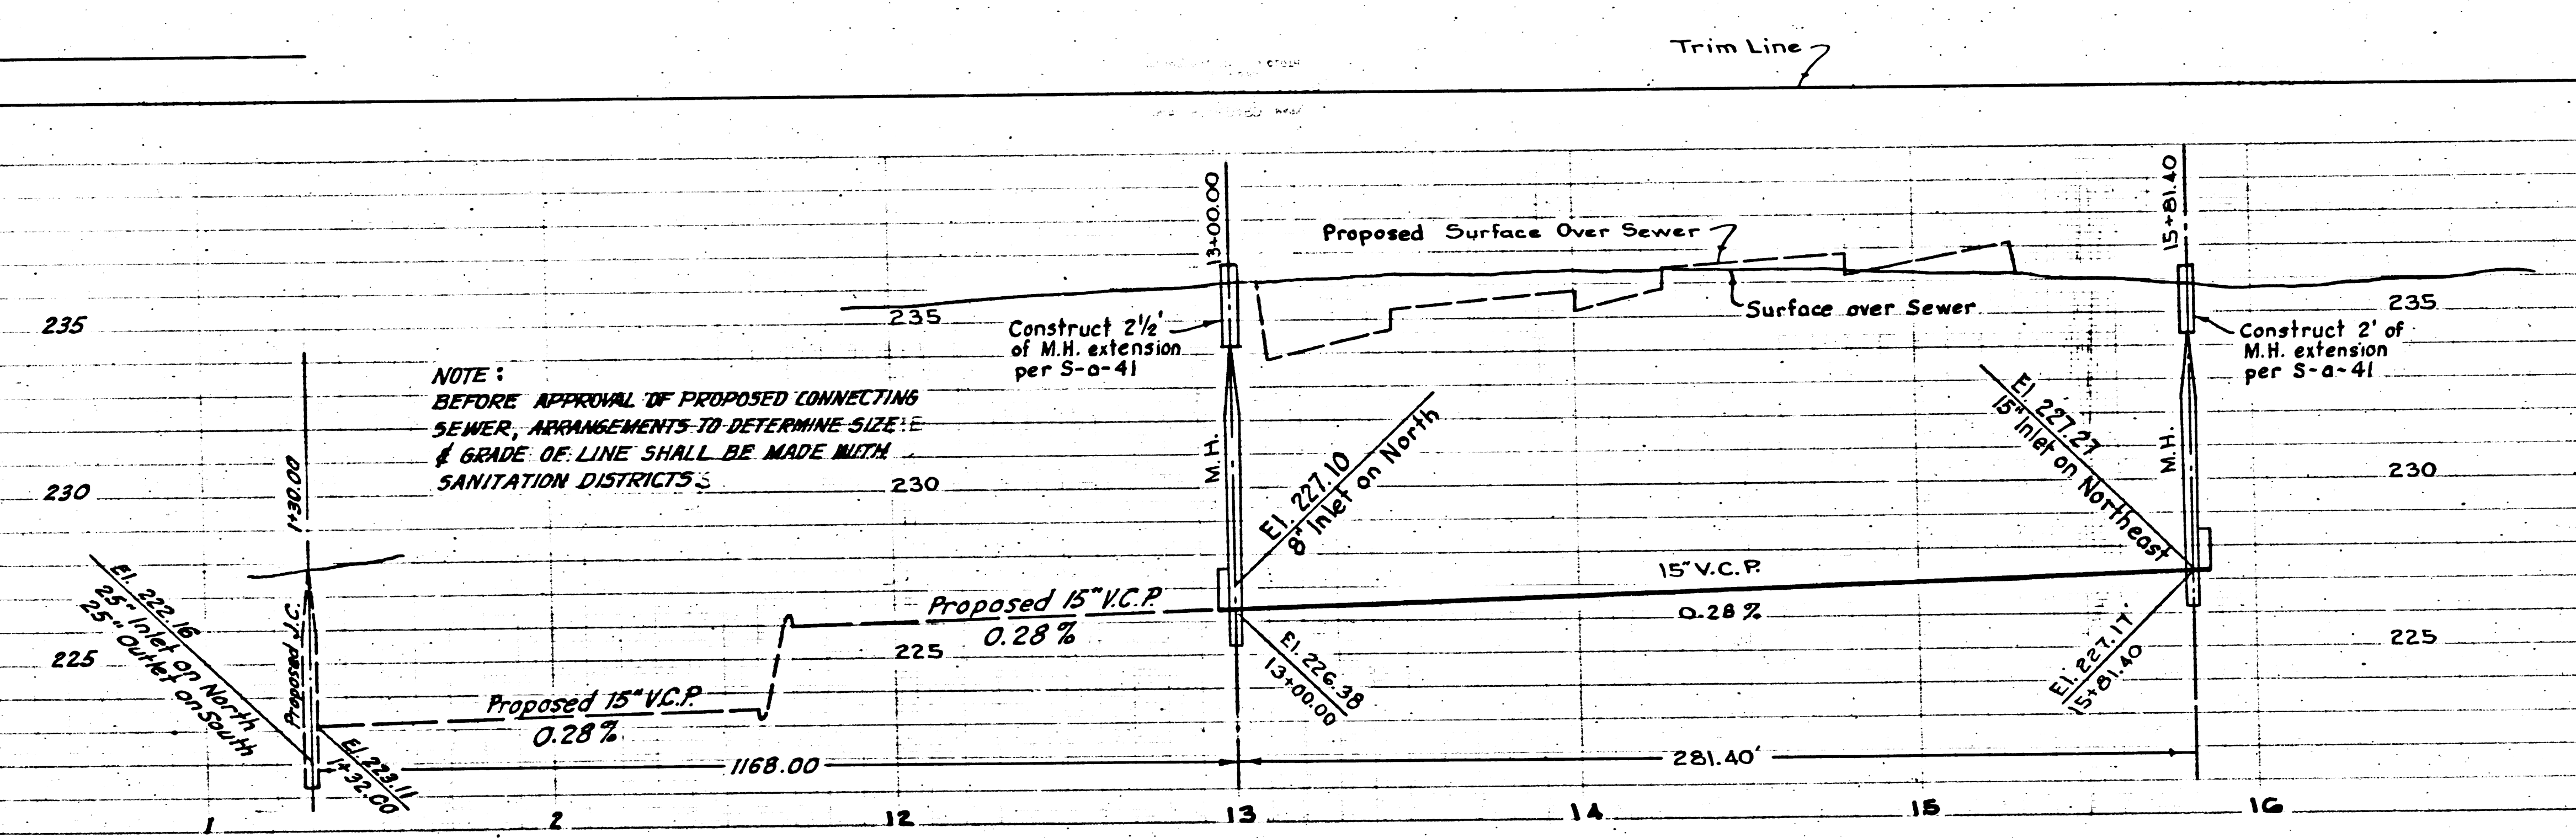 Trim Line
13+00.00
15+81.40
Proposed Surface Over Sewer
Surface over Sewer
235
235
235
Construct 2½'
of M.H. extension
per S-a-41
Construct 2' of
M.H. extension
per S-a-41
NOTE:
BEFORE APPROVAL OF PROPOSED CONNECTING
SEWER, ARRANGEMENTS TO DETERMINE SIZE
& GRADE OF LINE SHALL BE MADE WITH
SANITATION DISTRICTS
M.H.
M.H.
El. 227.10
8" Inlet on North
El. 227.27
15" Inlet on Northeast
230
230
230
1+30.00
El. 222.16
25" Inlet on North
25" Outlet on South
Proposed J.C.
El. 223.11
1+32.00
Proposed 15" V.C.P.
0.28%
Proposed 15" V.C.P.
0.28%
15" V.C.P.
0.28%
225
225
225
El. 226.38
13+00.00
El. 227.17
15+81.40
1168.00
281.40'
1
2
12
13
14
15
16